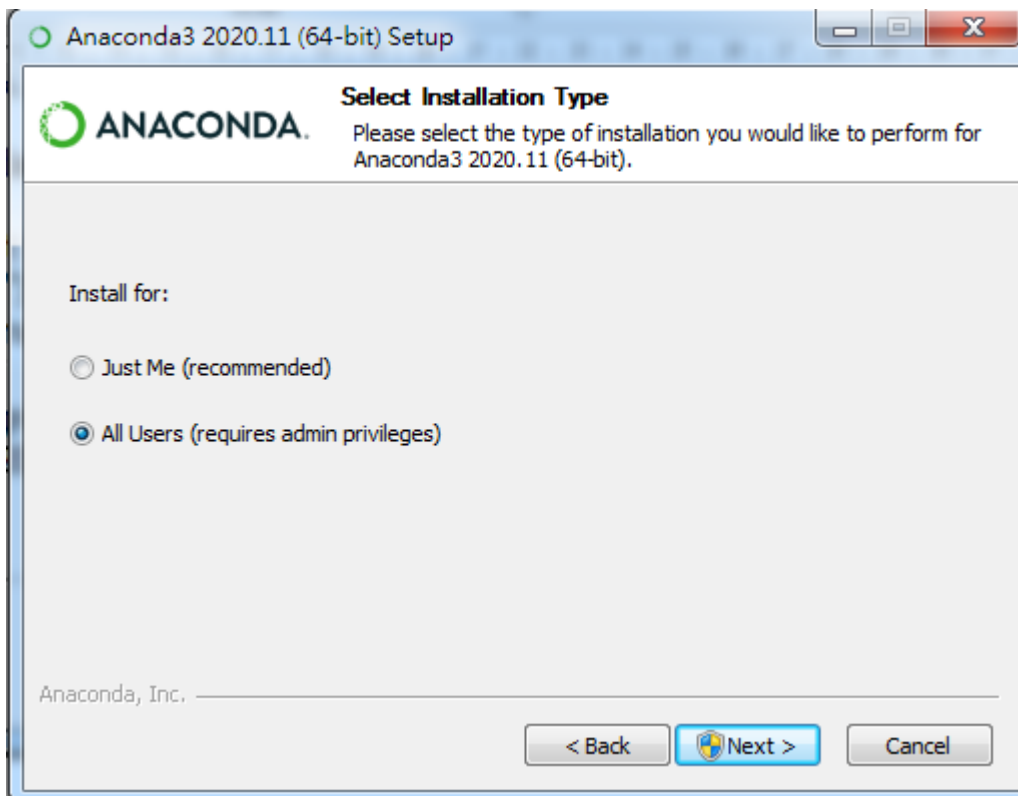 Anaconda3 2020.11 (64-bit) Setup
ANACONDA.
Select Installation Type
Please select the type of installation you would like to perform for
Anaconda3 2020.11 (64-bit).
Install for:
Just Me (recommended)
All Users (requires admin privileges)
Anaconda, Inc.
< Back
Next >
Cancel